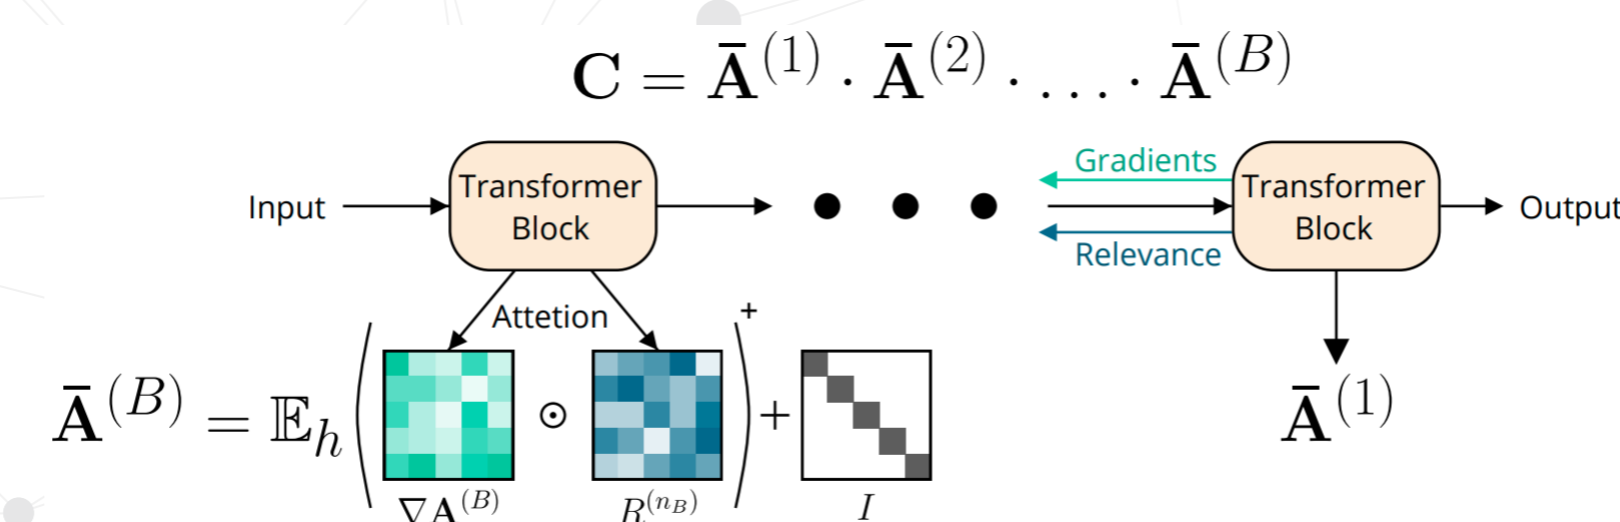 C = Ā^(1) · Ā^(2) · … · Ā^(B)
Gradients
Input
Transformer
Block
Transformer
Block
Output
Relevance
Attetion
+
Ā^(B) = 𝔼_h ( ⊙ ) +
Ā^(1)
∇A^(B)
R^(n_B)
I